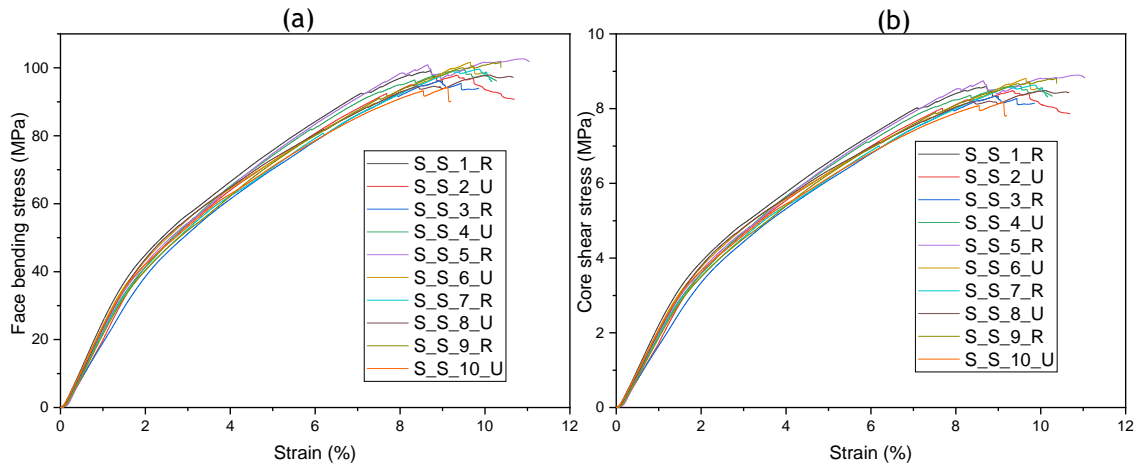 (a)
Face bending stress (MPa)
100
80
60
40
20
0
S_S_1_R
S_S_2_U
S_S_3_R
S_S_4_U
S_S_5_R
S_S_6_U
S_S_7_R
S_S_8_U
S_S_9_R
S_S_10_U
0 2 4 6 8 10 12
Strain (%)
(b)
Core shear stress (MPa)
10
8
6
4
2
0
S_S_1_R
S_S_2_U
S_S_3_R
S_S_4_U
S_S_5_R
S_S_6_U
S_S_7_R
S_S_8_U
S_S_9_R
S_S_10_U
0 2 4 6 8 10 12
Strain (%)